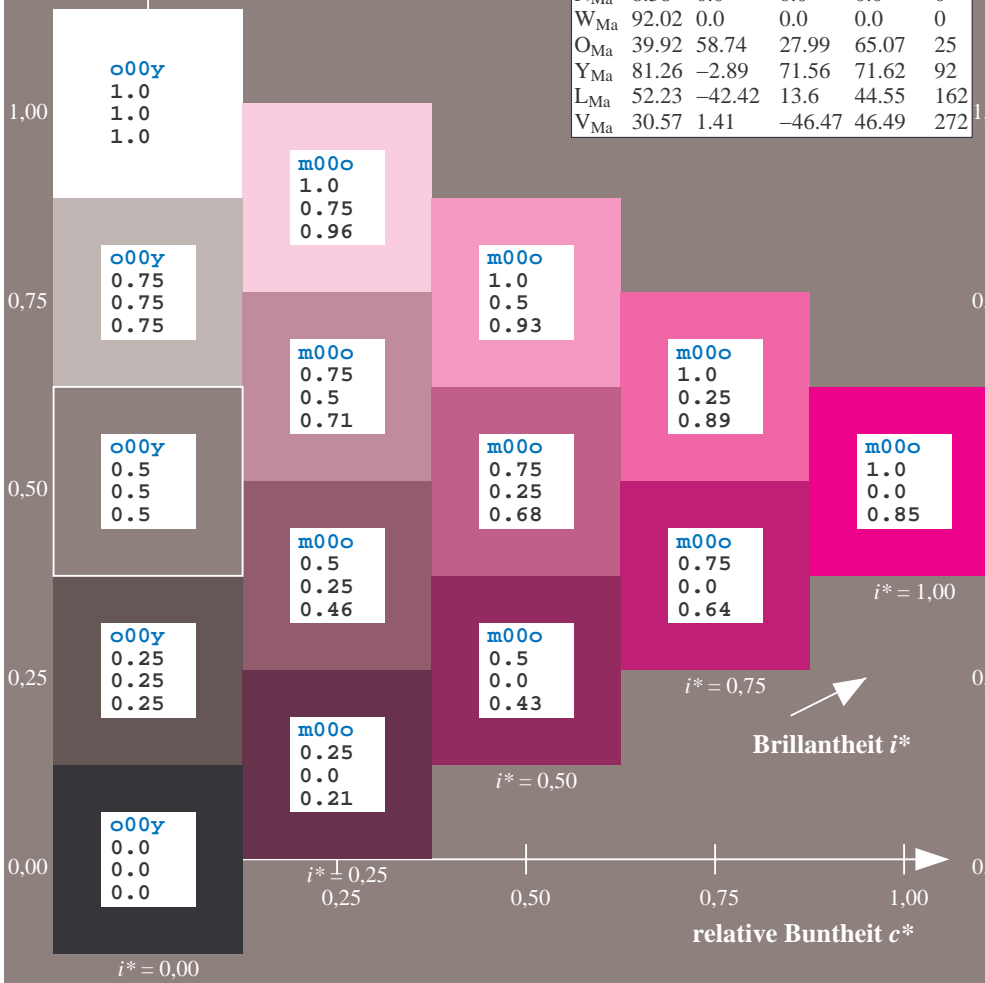 W_Ma 92.02 0.0 0.0 0.0 0
O_Ma 39.92 58.74 27.99 65.07 25
Y_Ma 81.26 −2.89 71.56 71.62 92
L_Ma 52.23 −42.42 13.6 44.55 162
V_Ma 30.57 1.41 −46.47 46.49 272
1,00
0,75
0,50
0,25
0,00
o00y
1.0
1.0
1.0
o00y
0.75
0.75
0.75
o00y
0.5
0.5
0.5
o00y
0.25
0.25
0.25
o00y
0.0
0.0
0.0
i* = 0,00
m00o
1.0
0.75
0.96
m00o
0.75
0.5
0.71
m00o
0.5
0.25
0.46
m00o
0.25
0.0
0.21
i* = 0,25
m00o
1.0
0.5
0.93
m00o
0.75
0.25
0.68
m00o
0.5
0.0
0.43
i* = 0,50
m00o
1.0
0.25
0.89
m00o
0.75
0.0
0.64
i* = 0,75
m00o
1.0
0.0
0.85
i* = 1,00
Brillantheit i*
0,25 0,50 0,75 1,00
relative Buntheit c*